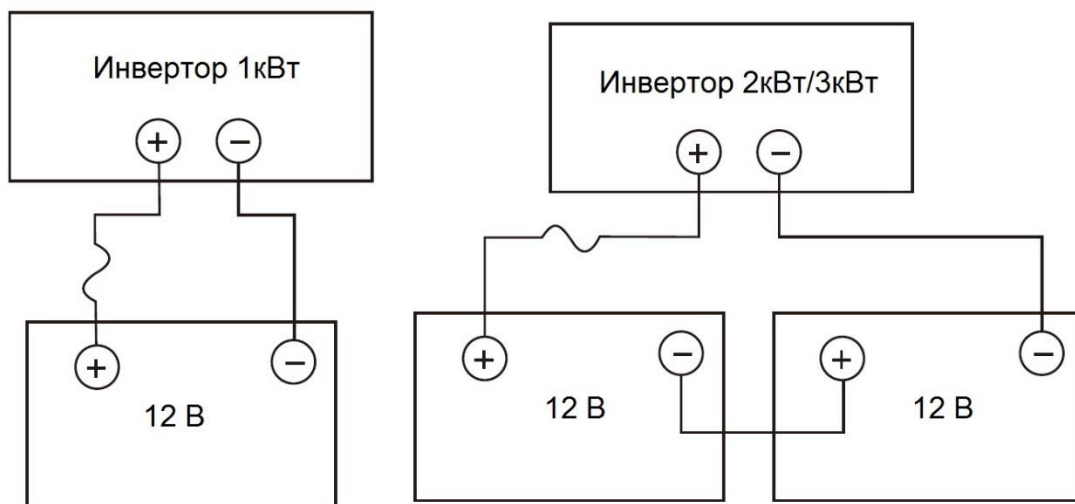 Инвертор 1кВт
+ −
+ −
12 В
Инвертор 2кВт/3кВт
+ −
+ − + −
12 В 12 В